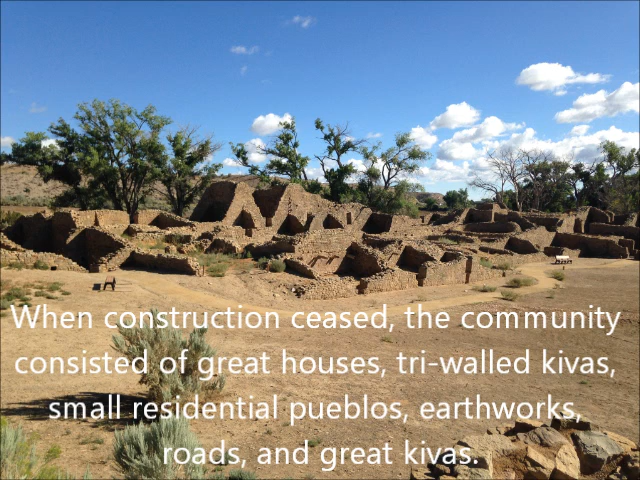 When construction ceased, the community
consisted of great houses, tri-walled kivas,
small residential pueblos, earthworks,
roads, and great kivas.